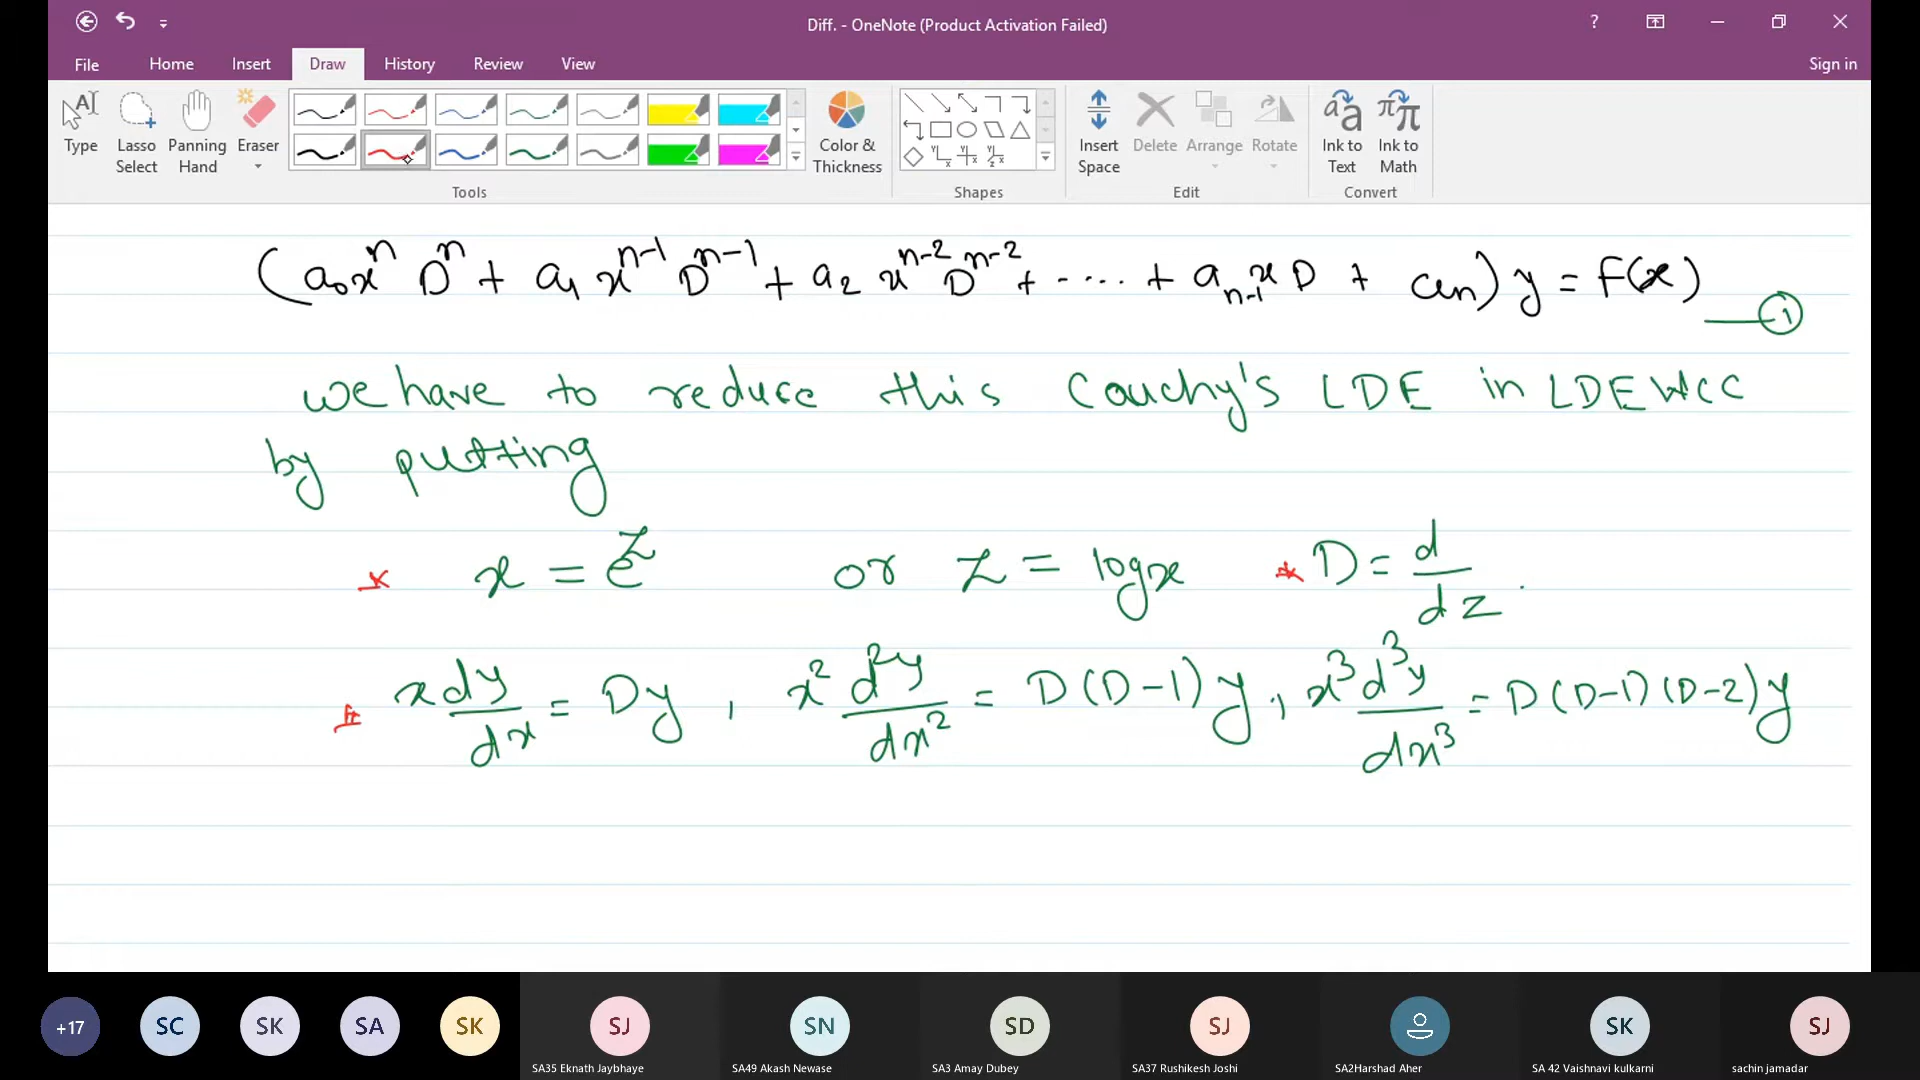 Diff. - OneNote (Product Activation Failed)
?
File Home Insert Draw History Review View Sign in
Type
Lasso Select
Panning Hand
Eraser
Color & Thickness
Insert Space
Delete
Arrange
Rotate
Ink to Text
Ink to Math
Tools Shapes Edit Convert
(a₀xⁿ Dⁿ + a₁ xⁿ⁻¹ Dⁿ⁻¹ + a₂ xⁿ⁻² Dⁿ⁻² + ..... + aₙ₋₁ x D + aₙ) y = F(x) — ①
we have to reduce this Cauchy's LDE in LDEWCC
by putting
* x = e^z or z = logx * D = d/dz .
* x dy/dx = Dy , x² d²y/dx² = D(D-1)y , x³ d³y/dx³ = D(D-1)(D-2)y
+17 SC SK SA SK SJ SN SD SJ SK SJ
SA35 Eknath Jaybhaye SA49 Akash Newase SA3 Amay Dubey SA37 Rushikesh Joshi SA2Harshad Aher SA 42 Vaishnavi kulkarni sachin jamadar